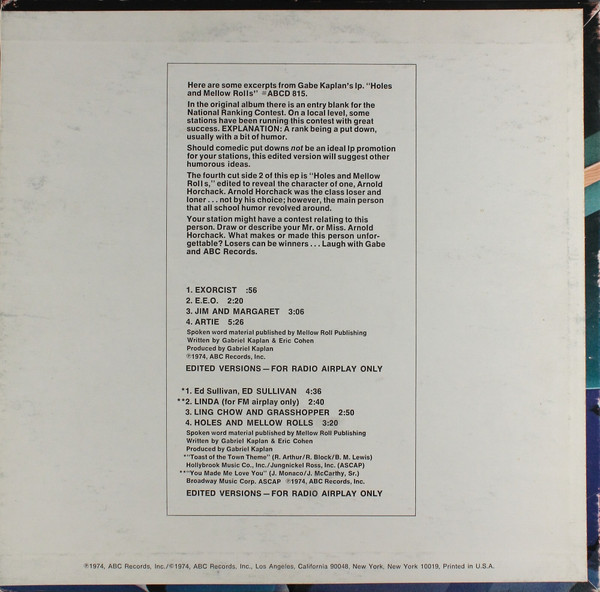 Here are some excerpts from Gabe Kaplan's lp. "Holes
and Mellow Rolls" #ABCD 815.
In the original album there is an entry blank for the
National Ranking Contest. On a local level, some
stations have been running this contest with great
success. EXPLANATION: A rank being a put down,
usually with a bit of humor.
Should comedic put downs not be an ideal lp promotion
for your stations, this edited version will suggest other
humorous ideas.
The fourth cut side 2 of this ep is "Holes and Mellow
Rolls," edited to reveal the character of one, Arnold
Horchack. Arnold Horchack was the class loser and
loner . . . not by his choice; however, the main person
that all school humor revolved around.
Your station might have a contest relating to this
person. Draw or describe your Mr. or Miss. Arnold
Horchack. What makes or made this person unfor-
gettable? Losers can be winners . . . Laugh with Gabe
and ABC Records.
1. EXORCIST :56
2. E.E.O. 2:20
3. JIM AND MARGARET 3:06
4. ARTIE 5:26
Spoken word material published by Mellow Roll Publishing
Written by Gabriel Kaplan & Eric Cohen
Produced by Gabriel Kaplan
℗1974, ABC Records, Inc.
EDITED VERSIONS — FOR RADIO AIRPLAY ONLY
*1. Ed Sullivan, ED SULLIVAN 4:36
**2. LINDA (for FM airplay only) 2:40
3. LING CHOW AND GRASSHOPPER 2:50
4. HOLES AND MELLOW ROLLS 3:20
Spoken word material published by Mellow Roll Publishing
Written by Gabriel Kaplan & Eric Cohen
Produced by Gabriel Kaplan
*"Toast of the Town Theme" (R. Arthur/R. Block/B. M. Lewis)
Hollybrook Music Co., Inc./Jungnickel Ross, Inc. (ASCAP)
**"You Made Me Love You" (J. Monaco/J. McCarthy, Sr.)
Broadway Music Corp. ASCAP ℗1974, ABC Records, Inc.
EDITED VERSIONS — FOR RADIO AIRPLAY ONLY
℗1974, ABC Records, Inc./©1974, ABC Records, Inc., Los Angeles, California 90048, New York, New York 10019, Printed in U.S.A.